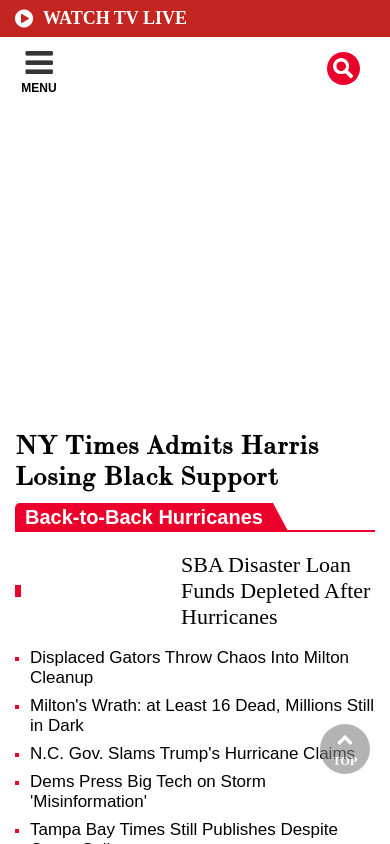 WATCH TV LIVE
MENU
NY Times Admits Harris
Losing Black Support
Back-to-Back Hurricanes
SBA Disaster Loan
Funds Depleted After
Hurricanes
Displaced Gators Throw Chaos Into Milton
Cleanup
Milton's Wrath: at Least 16 Dead, Millions Still
in Dark
N.C. Gov. Slams Trump's Hurricane Claims
TOP
Dems Press Big Tech on Storm
'Misinformation'
Tampa Bay Times Still Publishes Despite